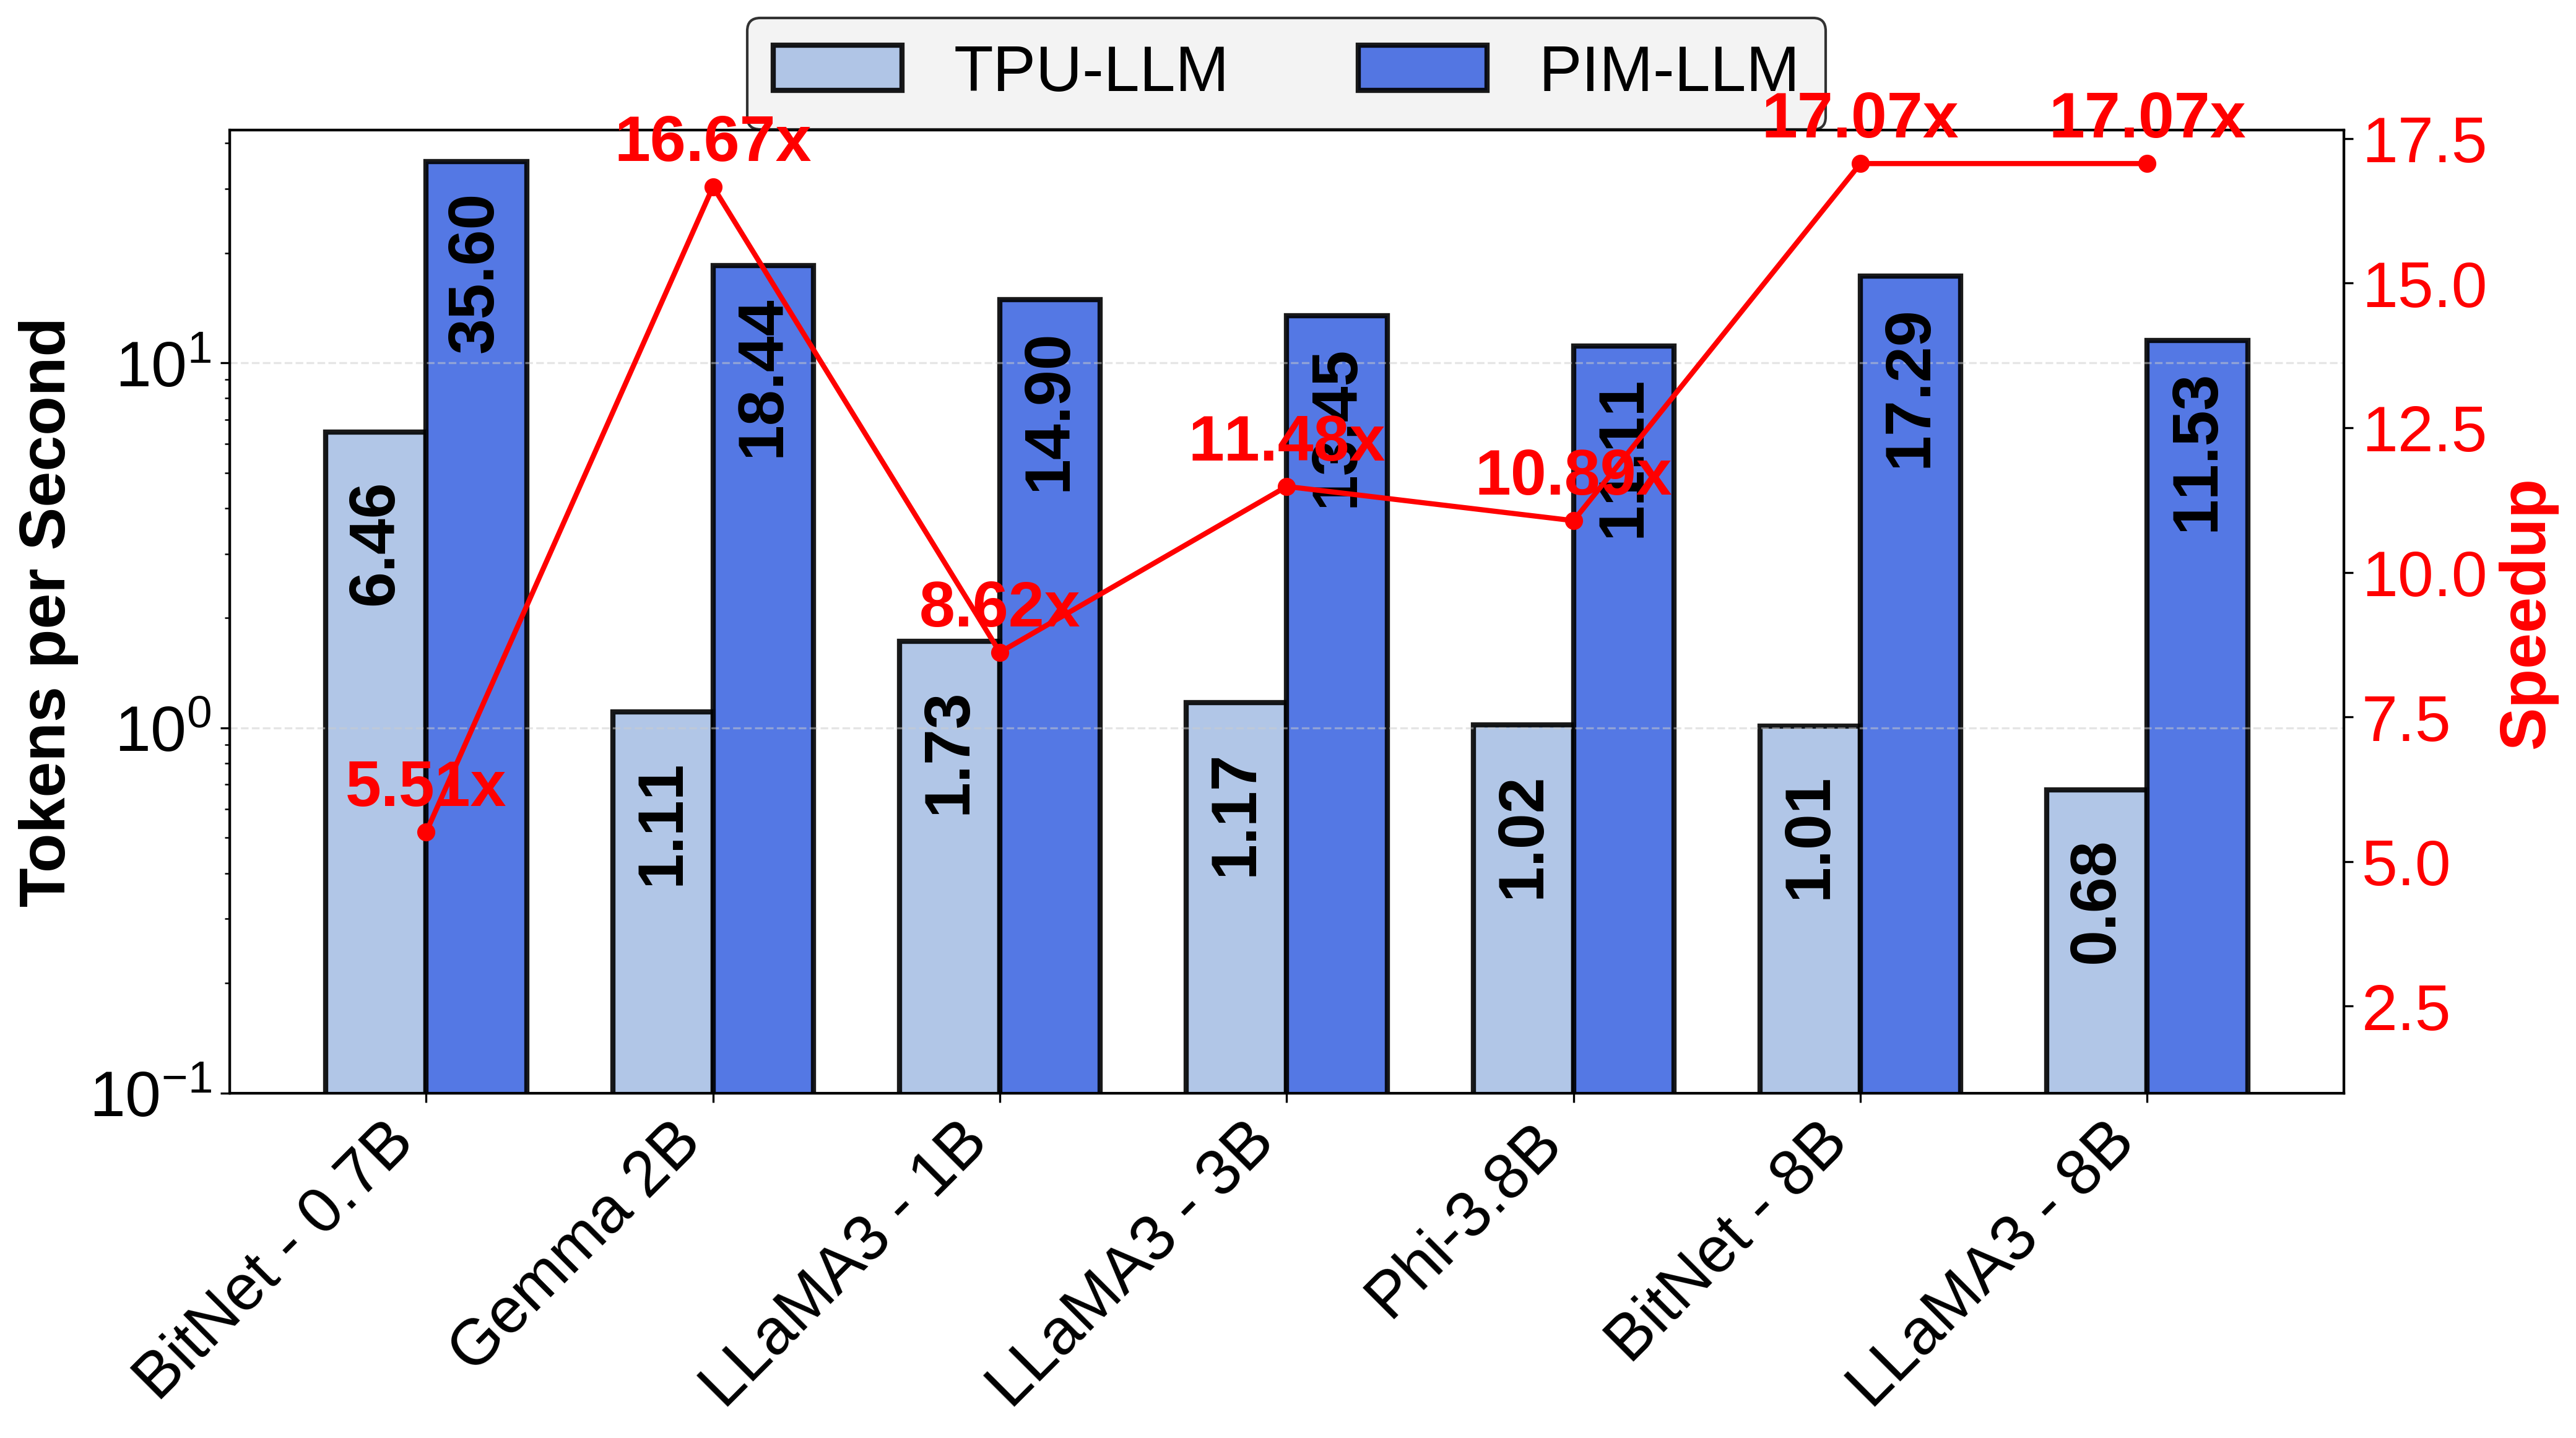 TPU-LLM
PIM-LLM
16.67x
17.07x
17.07x
5.51x
8.62x
11.48x
10.89x
Tokens per Second
10¹
10⁰
10⁻¹
6.46
35.60
1.11
18.44
1.73
14.90
1.17
13.45
1.02
11.11
1.01
17.29
0.68
11.53
17.5
15.0
12.5
10.0
7.5
5.0
2.5
Speedup
BitNet - 0.7B
Gemma 2B
LLaMA3 - 1B
LLaMA3 - 3B
Phi-3.8B
BitNet - 8B
LLaMA3 - 8B